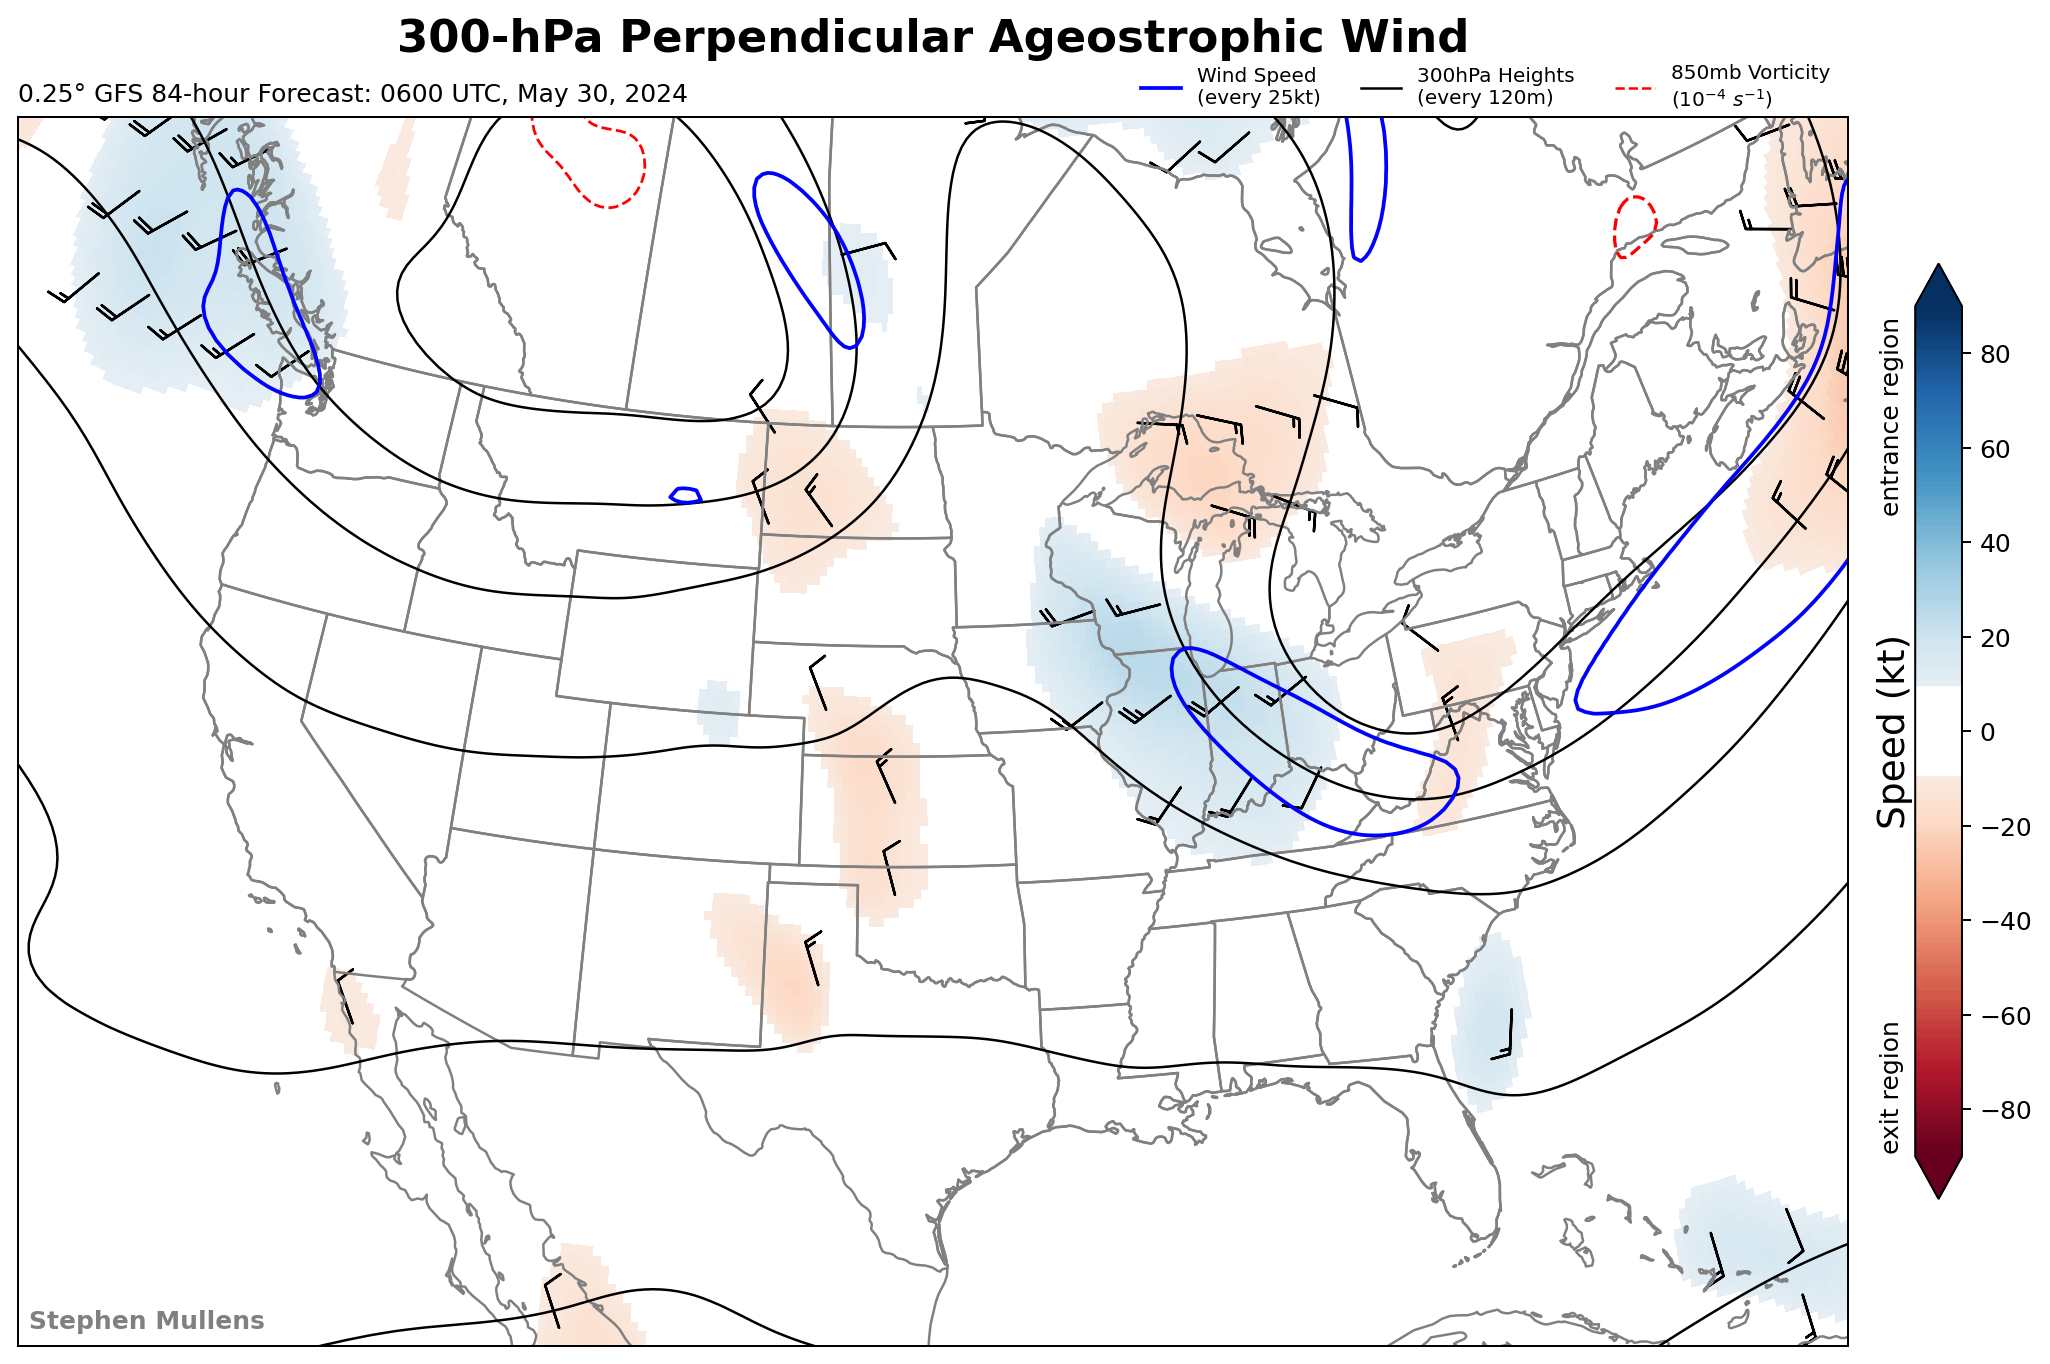 300-hPa Perpendicular Ageostrophic Wind
0.25° GFS 84-hour Forecast: 0600 UTC, May 30, 2024
Wind Speed
(every 25kt)
300hPa Heights
(every 120m)
850mb Vorticity
(10⁻⁴ s⁻¹)
entrance region
Speed (kt)
exit region
80
60
40
20
0
−20
−40
−60
−80
Stephen Mullens